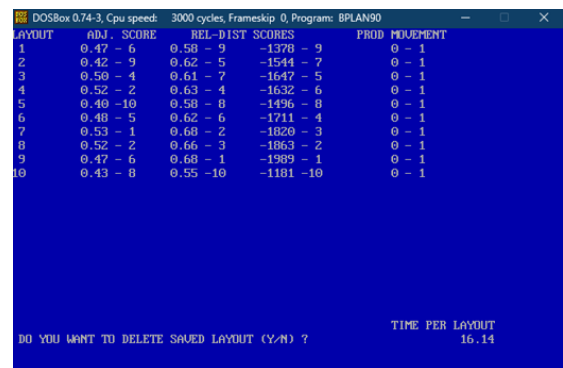 DOSBox 0.74-3, Cpu speed: 3000 cycles, Frameskip 0, Program: BPLAN90
LAYOUT ADJ. SCORE REL-DIST SCORES PROD MOVEMENT
1 0.47 - 6 0.58 - 9 -1378 - 9 0 - 1
2 0.42 - 9 0.62 - 5 -1544 - 7 0 - 1
3 0.50 - 4 0.61 - 7 -1647 - 5 0 - 1
4 0.52 - 2 0.63 - 4 -1632 - 6 0 - 1
5 0.40 -10 0.58 - 8 -1496 - 8 0 - 1
6 0.48 - 5 0.62 - 6 -1711 - 4 0 - 1
7 0.53 - 1 0.68 - 2 -1820 - 3 0 - 1
8 0.52 - 2 0.66 - 3 -1863 - 2 0 - 1
9 0.47 - 6 0.68 - 1 -1989 - 1 0 - 1
10 0.43 - 8 0.55 -10 -1181 -10 0 - 1
TIME PER LAYOUT
DO YOU WANT TO DELETE SAVED LAYOUT (Y/N) ? 16.14